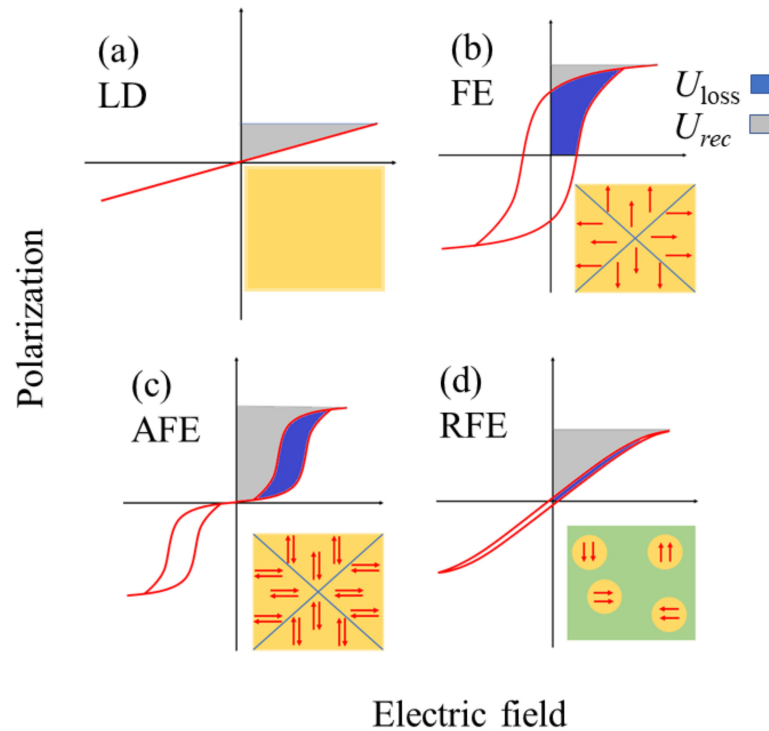 (a)
LD
(b)
FE
U_loss
U_rec
Polarization
(c)
AFE
(d)
RFE
Electric field